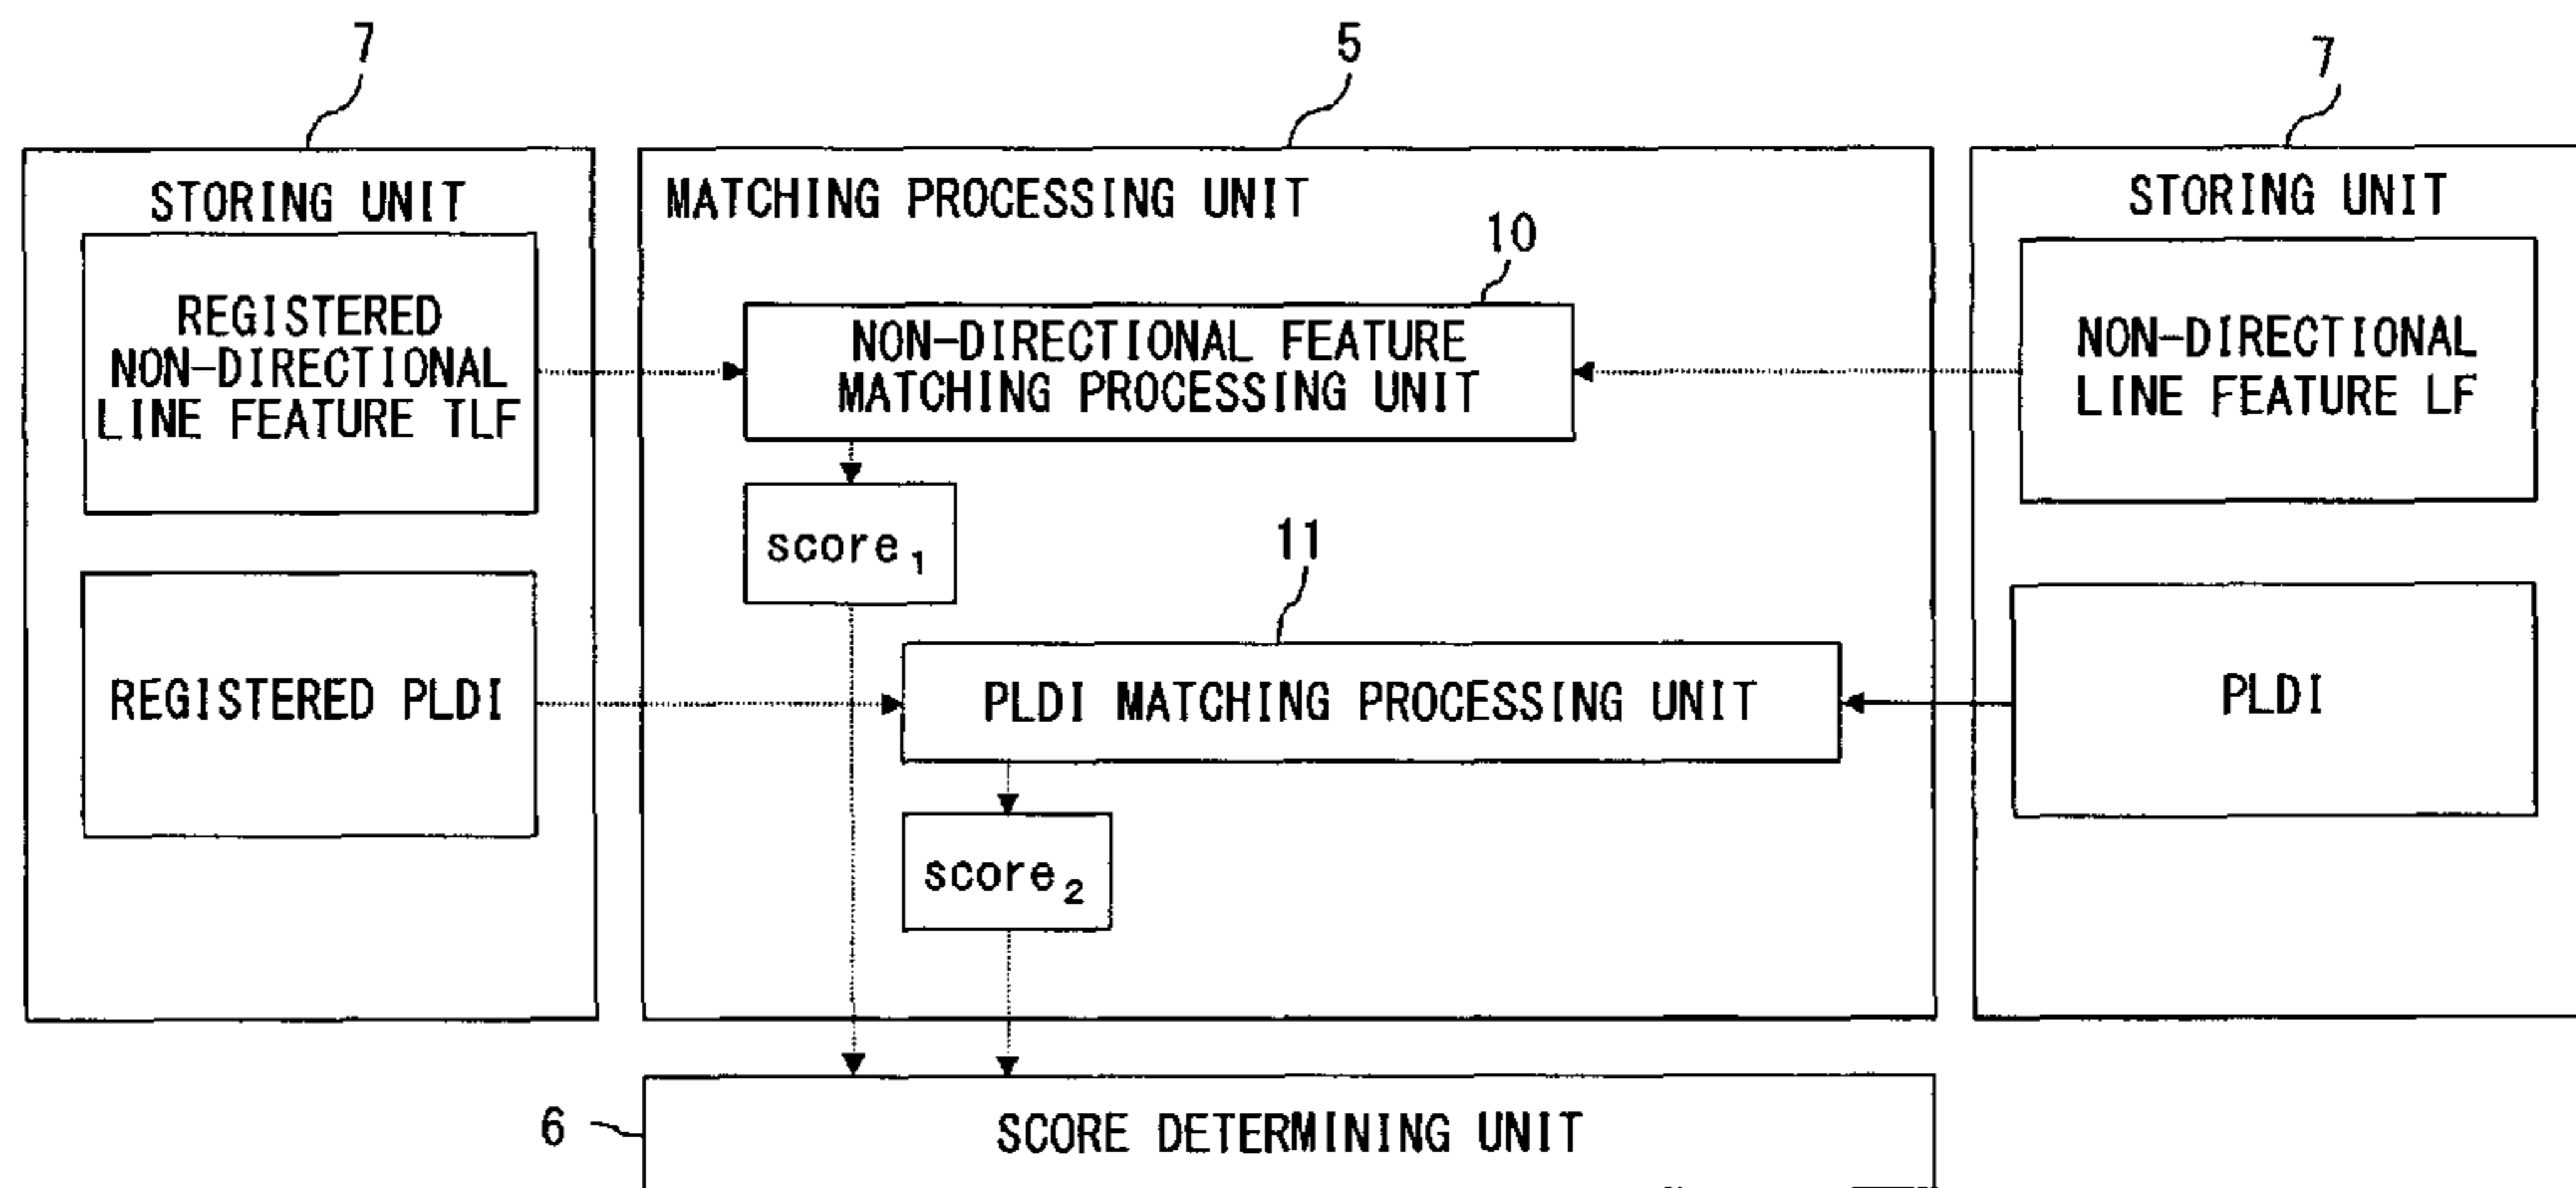 7
5
7
STORING UNIT
MATCHING PROCESSING UNIT
STORING UNIT
10
REGISTERED
NON-DIRECTIONAL
LINE FEATURE TLF
NON-DIRECTIONAL FEATURE
MATCHING PROCESSING UNIT
NON-DIRECTIONAL
LINE FEATURE LF
score₁
11
REGISTERED PLDI
PLDI MATCHING PROCESSING UNIT
PLDI
score₂
6
SCORE DETERMINING UNIT